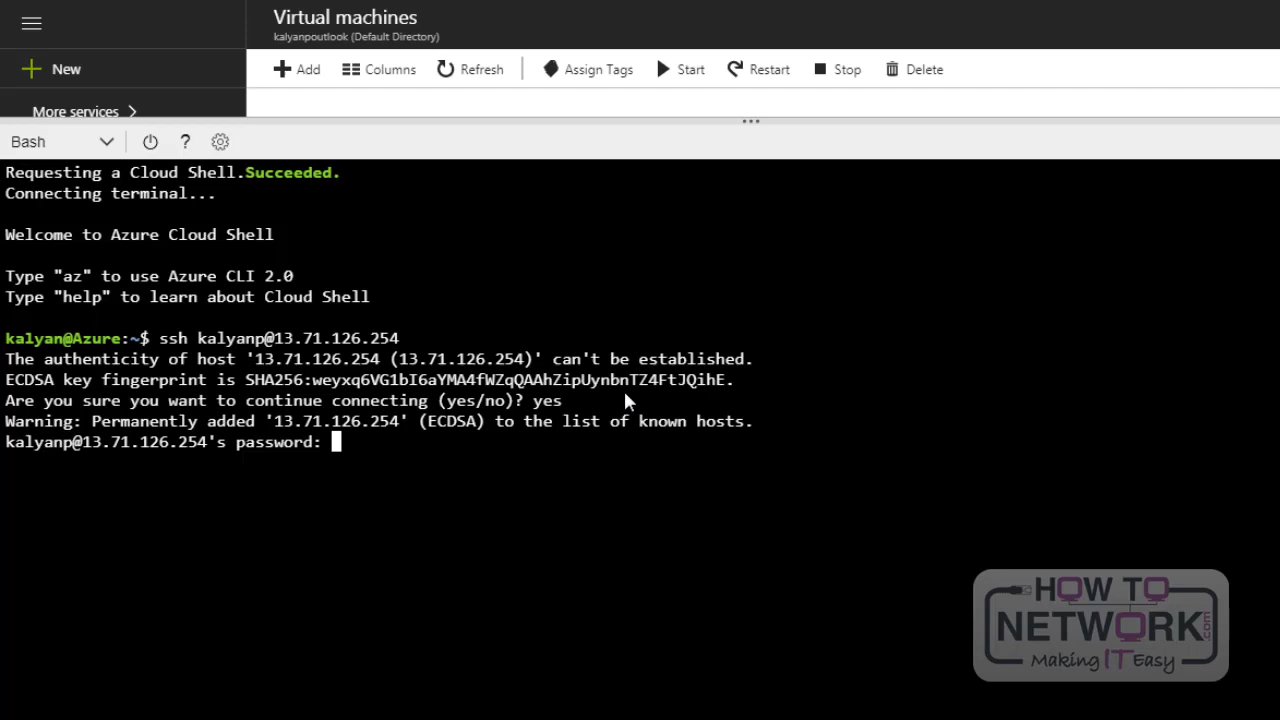 Virtual machines
kalyanpoutlook (Default Directory)
New
Add
Columns
Refresh
Assign Tags
Start
Restart
Stop
Delete
More services
Bash
?
Requesting a Cloud Shell.Succeeded.
Connecting terminal...
Welcome to Azure Cloud Shell
Type "az" to use Azure CLI 2.0
Type "help" to learn about Cloud Shell
kalyan@Azure:~$ ssh kalyanp@13.71.126.254
The authenticity of host '13.71.126.254 (13.71.126.254)' can't be established.
ECDSA key fingerprint is SHA256:weyxq6VG1bI6aYMA4fWZqQAAhZipUynbnTZ4FtJQihE.
Are you sure you want to continue connecting (yes/no)? yes
Warning: Permanently added '13.71.126.254' (ECDSA) to the list of known hosts.
kalyanp@13.71.126.254's password:
HOW TO
NETWORK.com
Making IT Easy